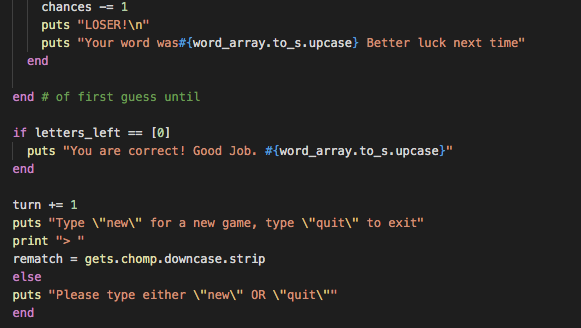 chances -= 1
puts "LOSER!\n"
puts "Your word was#{word_array.to_s.upcase} Better luck next time"
end
end # of first guess until
if letters_left == [0]
puts "You are correct! Good Job. #{word_array.to_s.upcase}"
end
turn += 1
puts "Type \"new\" for a new game, type \"quit\" to exit"
print "> "
rematch = gets.chomp.downcase.strip
else
puts "Please type either \"new\" OR \"quit\""
end